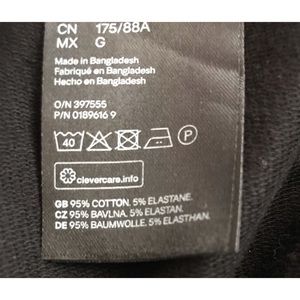 CN 175/88A
MX G
Made in Bangladesh
Fabriqué en Bangladesh
Hecho en Bangladesh
O/N 397555
P/N 0189616 9
40 P
clevercare.info
GB 95% COTTON. 5% ELASTANE.
CZ 95% BAVLNA. 5% ELASTAN.
DE 95% BAUMWOLLE. 5% ELASTHAN.